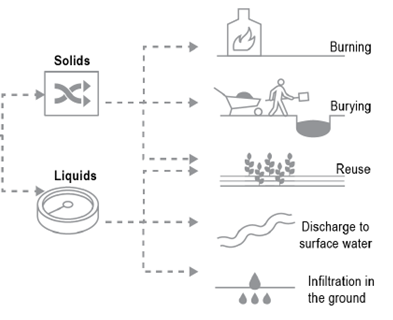 Solids
Burning
Burying
Liquids
Reuse
Discharge to
surface water
Infiltration in
the ground